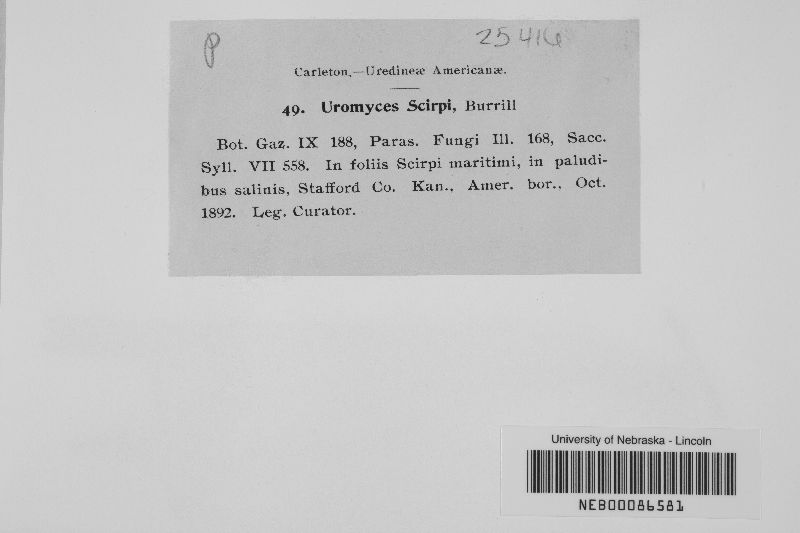 P 25416
Carleton,—Uredineæ Americanæ.
49. Uromyces Scirpi, Burrill
Bot. Gaz. IX 188, Paras. Fungi Ill. 168, Sacc.
Syll. VII 558. In foliis Scirpi maritimi, in paludi-
bus salinis, Stafford Co. Kan., Amer. bor., Oct.
1892. Leg. Curator.
University of Nebraska - Lincoln
NEB00086581